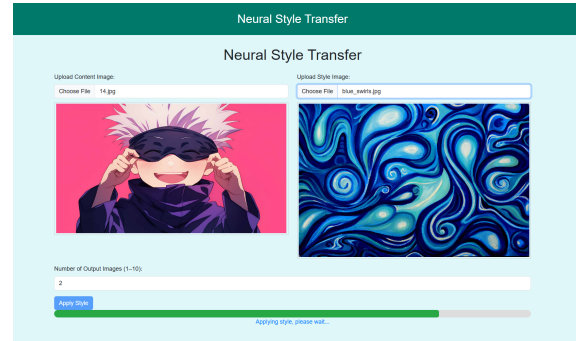 Neural Style Transfer
Neural Style Transfer
Upload Content Image:
Choose File 14.jpg
Upload Style Image:
Choose File blue_swirls.jpg
Number of Output Images (1–10):
2
Apply Style
Applying style, please wait...